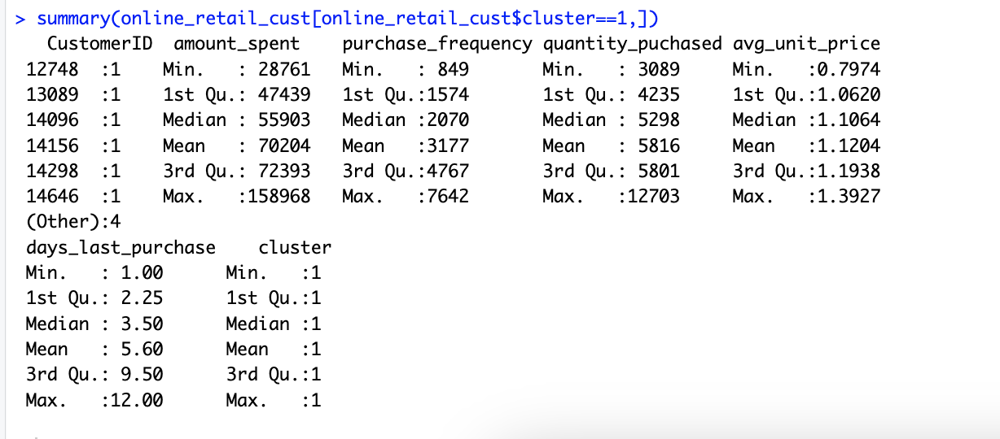 > summary(online_retail_cust[online_retail_cust$cluster==1,])
CustomerID amount_spent purchase_frequency quantity_puchased avg_unit_price
12748 :1 Min. : 28761 Min. : 849 Min. : 3089 Min. :0.7974
13089 :1 1st Qu.: 47439 1st Qu.:1574 1st Qu.: 4235 1st Qu.:1.0620
14096 :1 Median : 55903 Median :2070 Median : 5298 Median :1.1064
14156 :1 Mean : 70204 Mean :3177 Mean : 5816 Mean :1.1204
14298 :1 3rd Qu.: 72393 3rd Qu.:4767 3rd Qu.: 5801 3rd Qu.:1.1938
14646 :1 Max. :158968 Max. :7642 Max. :12703 Max. :1.3927
(Other):4
days_last_purchase cluster
Min. : 1.00 Min. :1
1st Qu.: 2.25 1st Qu.:1
Median : 3.50 Median :1
Mean : 5.60 Mean :1
3rd Qu.: 9.50 3rd Qu.:1
Max. :12.00 Max. :1